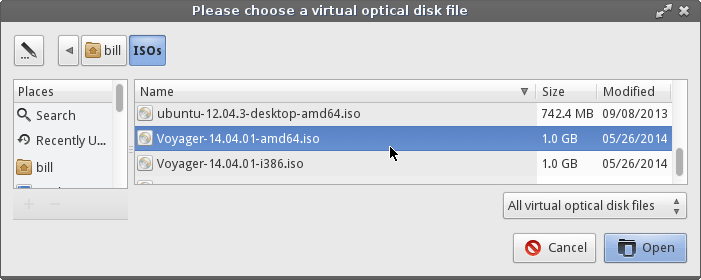 Please choose a virtual optical disk file
bill ISOs
Places
Search
Recently U...
bill
Name Size Modified
ubuntu-12.04.3-desktop-amd64.iso 742.4 MB 09/08/2013
Voyager-14.04.01-amd64.iso 1.0 GB 05/26/2014
Voyager-14.04.01-i386.iso 1.0 GB 05/26/2014
All virtual optical disk files
Cancel Open